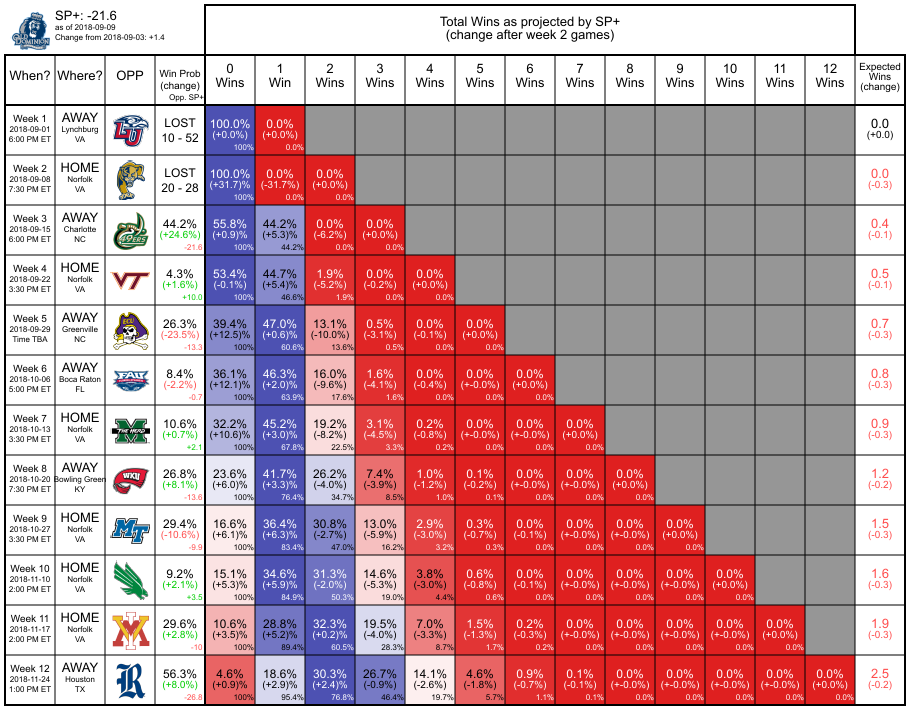 SP+: -21.6
as of 2018-09-09
Change from 2018-09-03: +1.4
OLD DOMINION
Total Wins as projected by SP+
(change after week 2 games)
When? Where? OPP Win Prob (change) Opp. SP+ 0 Wins 1 Win 2 Wins 3 Wins 4 Wins 5 Wins 6 Wins 7 Wins 8 Wins 9 Wins 10 Wins 11 Wins 12 Wins Expected Wins (change)
Week 1 AWAY LOST 100.0% 0.0% 0.0
2018-09-01 Lynchburg 10 - 52 (+0.0%) (+0.0%) (+0.0)
6:00 PM ET VA 100% 0.0%
Week 2 HOME LOST 100.0% 0.0% 0.0% 0.0
2018-09-08 Norfolk 20 - 28 (+31.7)% (-31.7%) (+0.0%) (-0.3)
7:30 PM ET VA 100% 0.0% 0.0%
Week 3 AWAY 44.2% 55.8% 44.2% 0.0% 0.0% 0.4
2018-09-15 Charlotte 49ERS (+24.6%) (+0.9)% (+5.3)% (-6.2%) (+0.0%) (-0.1)
6:00 PM ET NC -21.6 100% 44.2% 0.0% 0.0%
Week 4 HOME 4.3% 53.4% 44.7% 1.9% 0.0% 0.0% 0.5
2018-09-22 Norfolk VT (+1.6%) (-0.1%) (+5.4)% (-5.2%) (-0.2%) (+0.0%) (-0.1)
3:30 PM ET VA +10.0 100% 46.6% 1.9% 0.0% 0.0%
Week 5 AWAY ECU 26.3% 39.4% 47.0% 13.1% 0.5% 0.0% 0.0% 0.7
2018-09-29 Greenville (-23.5%) (+12.5)% (+0.6)% (-10.0%) (-3.1%) (-0.1%) (+0.0%) (-0.3)
Time TBA NC -13.3 100% 60.6% 13.6% 0.5% 0.0% 0.0%
Week 6 AWAY 8.4% 36.1% 46.3% 16.0% 1.6% 0.0% 0.0% 0.0% 0.8
2018-10-06 Boca Raton FAU (-2.2%) (+12.1)% (+2.0)% (-9.6%) (-4.1%) (-0.4%) (+-0.0%) (+0.0%) (-0.3)
5:00 PM ET FL -0.7 100% 63.9% 17.6% 1.6% 0.0% 0.0% 0.0%
Week 7 HOME 10.6% 32.2% 45.2% 19.2% 3.1% 0.2% 0.0% 0.0% 0.0% 0.9
2018-10-13 Norfolk THE HERD (+0.7%) (+10.6)% (+3.0)% (-8.2%) (-4.5%) (-0.8%) (+-0.0%) (+-0.0%) (+0.0%) (-0.3)
3:30 PM ET VA +2.1 100% 67.8% 22.5% 3.3% 0.2% 0.0% 0.0% 0.0%
Week 8 AWAY 26.8% 23.6% 41.7% 26.2% 7.4% 1.0% 0.1% 0.0% 0.0% 0.0% 1.2
2018-10-20 Bowling Green WKU (+8.1%) (+6.0)% (+3.3)% (-4.0%) (-3.9%) (-1.2%) (-0.2%) (+-0.0%) (+-0.0%) (+0.0%) (-0.2)
7:30 PM ET KY -13.6 100% 76.4% 34.7% 8.5% 1.0% 0.1% 0.0% 0.0% 0.0%
Week 9 HOME 29.4% 16.6% 36.4% 30.8% 13.0% 2.9% 0.3% 0.0% 0.0% 0.0% 0.0% 1.5
2018-10-27 Norfolk MT (-10.6%) (+6.1)% (+6.3)% (-2.7%) (-5.9%) (-3.0%) (-0.7%) (-0.1%) (+-0.0%) (+-0.0%) (+0.0%) (-0.3)
3:30 PM ET VA -9.9 100% 83.4% 47.0% 16.2% 3.2% 0.3% 0.0% 0.0% 0.0% 0.0%
Week 10 HOME 9.2% 15.1% 34.6% 31.3% 14.6% 3.8% 0.6% 0.0% 0.0% 0.0% 0.0% 0.0% 1.6
2018-11-10 Norfolk (+2.1%) (+5.3)% (+5.9)% (-2.0%) (-5.3%) (-3.0%) (-0.8%) (-0.1%) (+-0.0%) (+-0.0%) (+-0.0%) (+0.0%) (-0.3)
2:00 PM ET VA +3.5 100% 84.9% 50.3% 19.0% 4.4% 0.6% 0.0% 0.0% 0.0% 0.0% 0.0%
Week 11 HOME 29.6% 10.6% 28.8% 32.3% 19.5% 7.0% 1.5% 0.2% 0.0% 0.0% 0.0% 0.0% 0.0% 1.9
2018-11-17 Norfolk VMI (+2.8%) (+3.5)% (+5.2)% (+0.2)% (-4.0%) (-3.3%) (-1.3%) (-0.3%) (+-0.0%) (+-0.0%) (+-0.0%) (+-0.0%) (+0.0%) (-0.3)
2:00 PM ET VA -10 100% 89.4% 60.5% 28.3% 8.7% 1.7% 0.2% 0.0% 0.0% 0.0% 0.0% 0.0%
Week 12 AWAY 56.3% 4.6% 18.6% 30.3% 26.7% 14.1% 4.6% 0.9% 0.1% 0.0% 0.0% 0.0% 0.0% 0.0% 2.5
2018-11-24 Houston R (+8.0%) (+0.9)% (+2.9)% (+2.4)% (-0.9%) (-2.6%) (-1.8%) (-0.7%) (-0.1%) (+-0.0%) (+-0.0%) (+-0.0%) (+-0.0%) (+0.0%) (-0.2)
1:00 PM ET TX -26.8 100% 95.4% 76.8% 46.4% 19.7% 5.7% 1.1% 0.1% 0.0% 0.0% 0.0% 0.0% 0.0%